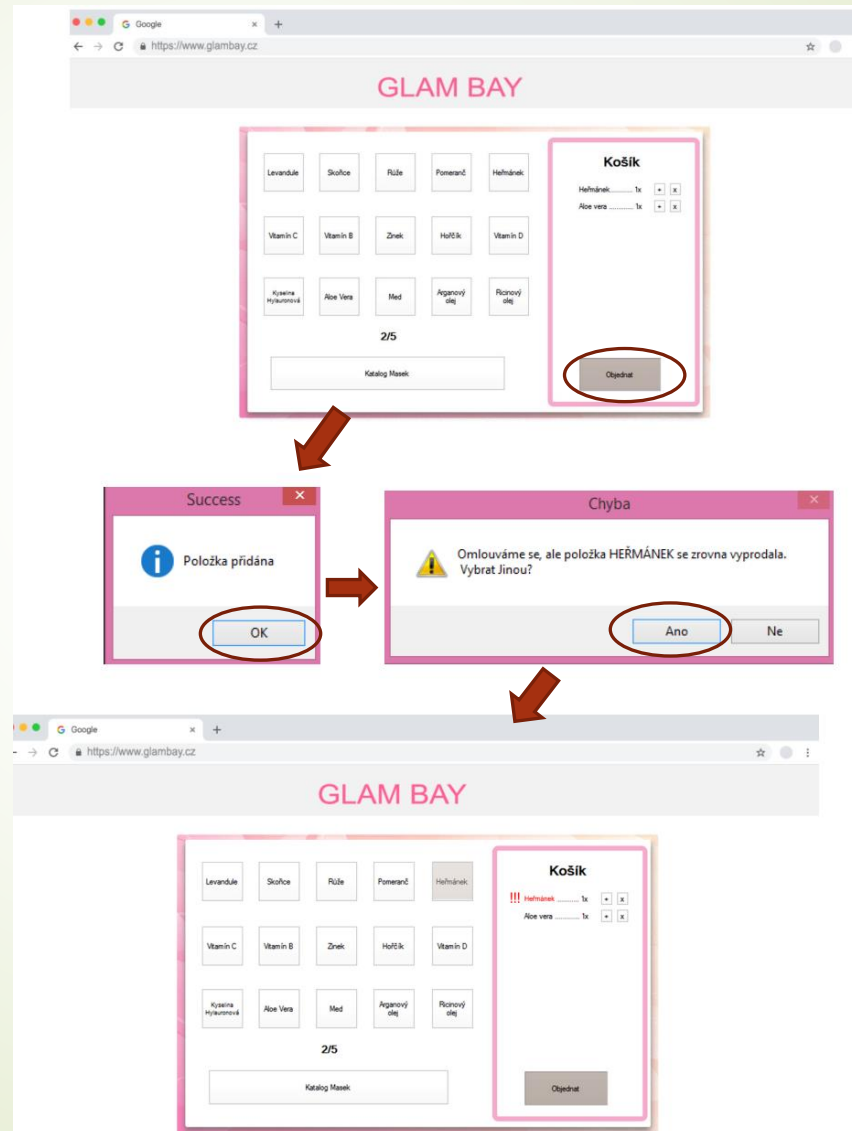 Google
https://www.glambay.cz
GLAM BAY
Levandule Skořice Růže Pomeranč Heřmánek
Vitamín C Vitamín B Zinek Hořčík Vitamín D
Kyselina Hylauronová Aloe Vera Med Arganový olej Ricinový olej
2/5
Katalog Masek
Košík
Heřmánek........... 1x + x
Aloe vera ............ 1x + x
Objednat
Success
Položka přidána
OK
Chyba
Omlouváme se, ale položka HEŘMÁNEK se zrovna vyprodala.
Vybrat Jinou?
Ano Ne
Google
https://www.glambay.cz
GLAM BAY
Levandule Skořice Růže Pomeranč Heřmánek
Vitamín C Vitamín B Zinek Hořčík Vitamín D
Kyselina Hylauronová Aloe Vera Med Arganový olej Ricinový olej
2/5
Katalog Masek
Košík
!!! Heřmánek .......... 1x + x
Aloe vera ............ 1x + x
Objednat